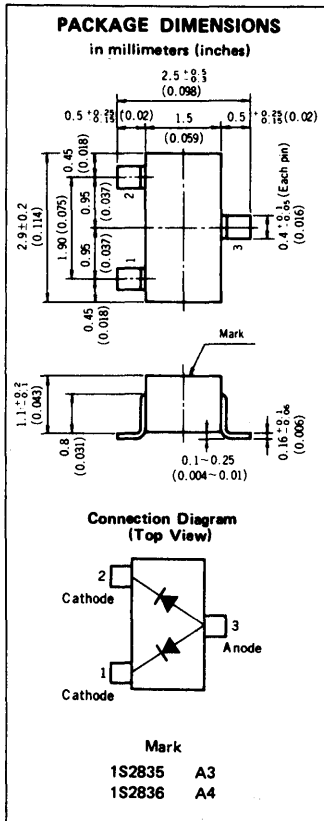 PACKAGE DIMENSIONS
in millimeters (inches)
2.5 +0.5 -0.3
(0.098)
0.5 +0.25 -0.15 (0.02)
1.5
(0.059)
0.5 +0.25 -0.15 (0.02)
2.9±0.2
(0.114)
1.90 (0.075)
0.45
(0.018)
0.95
(0.037)
0.95
(0.037)
0.45
(0.018)
2
1
3
0.4 +0.1 -0.05 (Each pin)
(0.016)
Mark
1.1 +0.2 -0.1
(0.043)
0.8
(0.031)
0.1~0.25
(0.004~0.01)
0.16 +0.1 -0.06
(0.006)
Connection Diagram
(Top View)
2
Cathode
3
Anode
1
Cathode
Mark
1S2835 A3
1S2836 A4